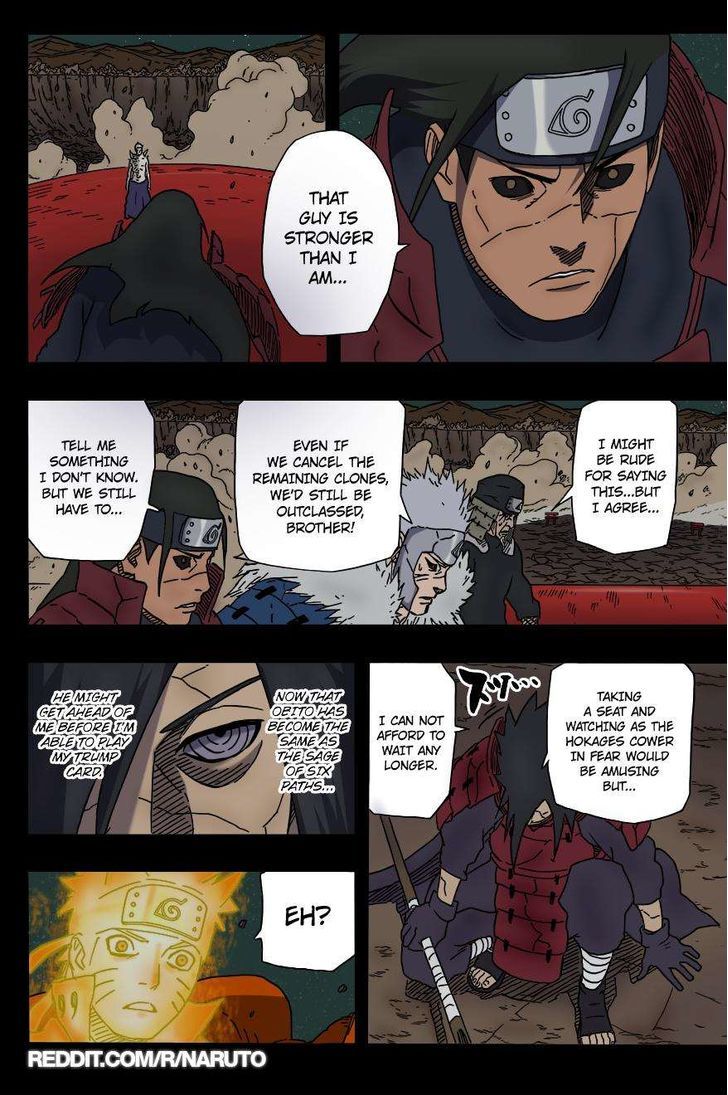 THAT
GUY IS
STRONGER
THAN I
AM...
I MIGHT
BE RUDE
FOR SAYING
THIS...BUT
I AGREE...
EVEN IF
WE CANCEL THE
REMAINING CLONES,
WE'D STILL BE
OUTCLASSED,
BROTHER!
TELL ME
SOMETHING
I DON'T KNOW.
BUT WE STILL
HAVE TO...
TAKING
A SEAT AND
WATCHING AS THE
HOKAGES COWER
IN FEAR WOULD
BE AMUSING
BUT...
ズッ...
I CAN NOT
AFFORD TO
WAIT ANY
LONGER.
NOW THAT
OBITO HAS
BECOME THE
SAME AS
THE SAGE
OF SIX
PATHS...
HE MIGHT
GET AHEAD OF
ME BEFORE I'M
ABLE TO PLAY
MY TRUMP
CARD.
EH?
REDDIT.COM/R/NARUTO